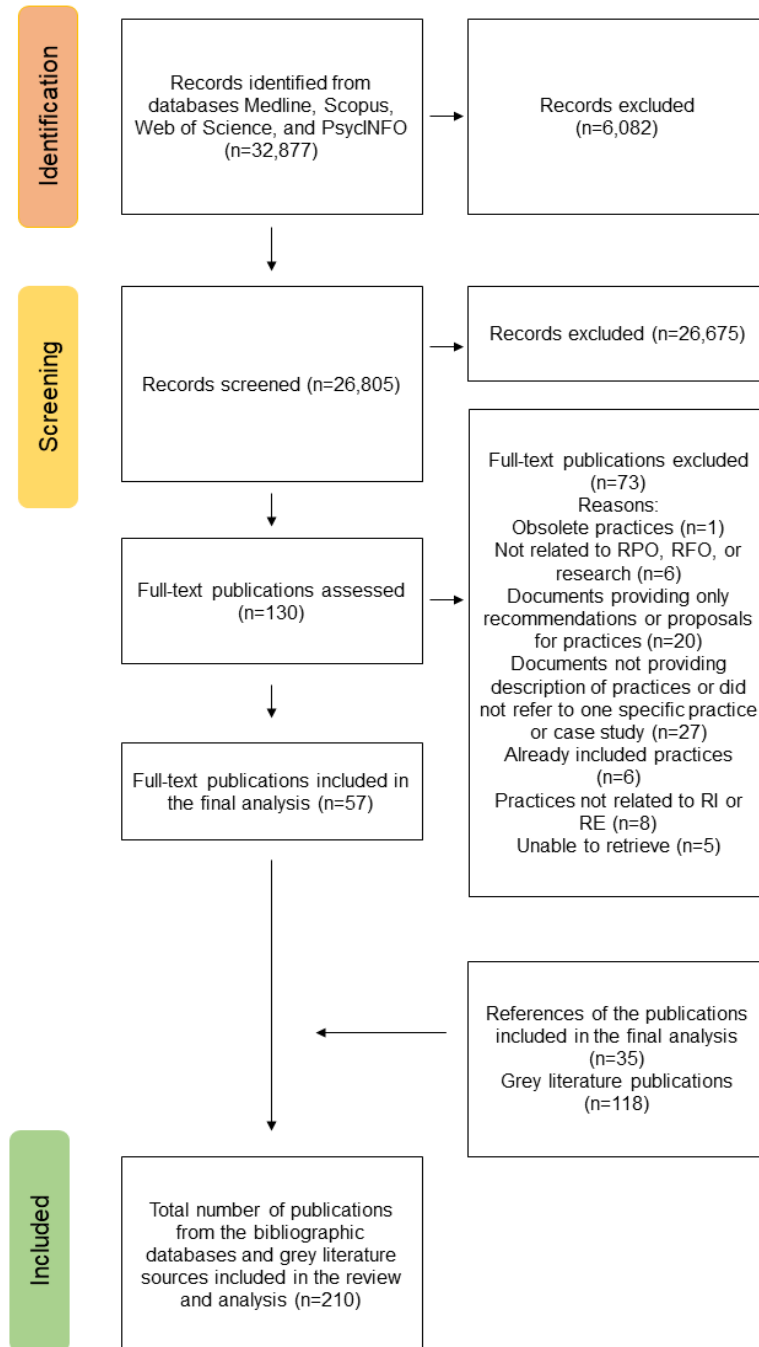 Identification
Records identified from
databases Medline, Scopus,
Web of Science, and PsycINFO
(n=32,877)
Records excluded
(n=6,082)
Screening
Records screened (n=26,805)
Records excluded (n=26,675)
Full-text publications assessed
(n=130)
Full-text publications excluded
(n=73)
Reasons:
Obsolete practices (n=1)
Not related to RPO, RFO, or
research (n=6)
Documents providing only
recommendations or proposals
for practices (n=20)
Documents not providing
description of practices or did
not refer to one specific practice
or case study (n=27)
Already included practices
(n=6)
Practices not related to RI or
RE (n=8)
Unable to retrieve (n=5)
Full-text publications included in
the final analysis (n=57)
References of the publications
included in the final analysis
(n=35)
Grey literature publications
(n=118)
Included
Total number of publications
from the bibliographic
databases and grey literature
sources included in the review
and analysis (n=210)